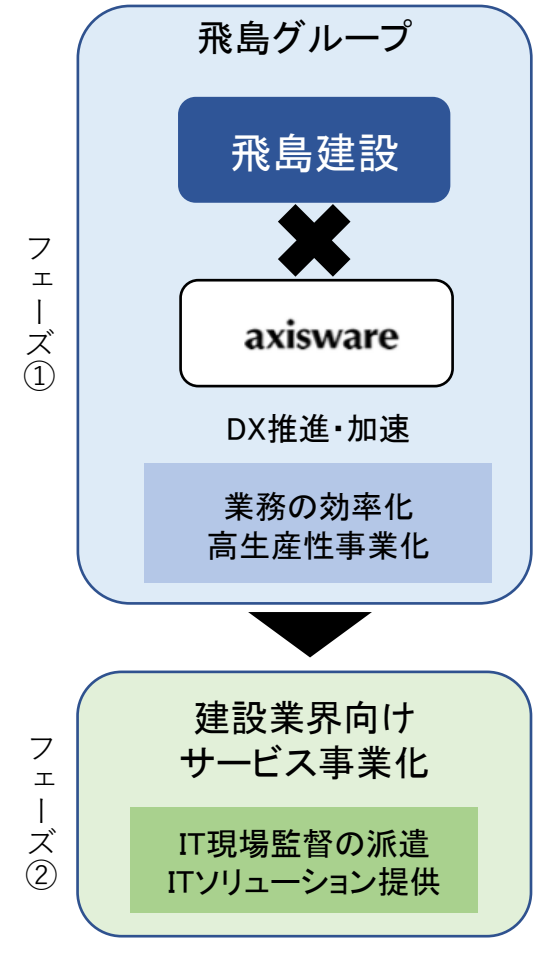 飛島グループ
飛島建設
axisware
DX推進・加速
業務の効率化
高生産性事業化
フェーズ①
建設業界向け
サービス事業化
IT現場監督の派遣
ITソリューション提供
フェーズ②